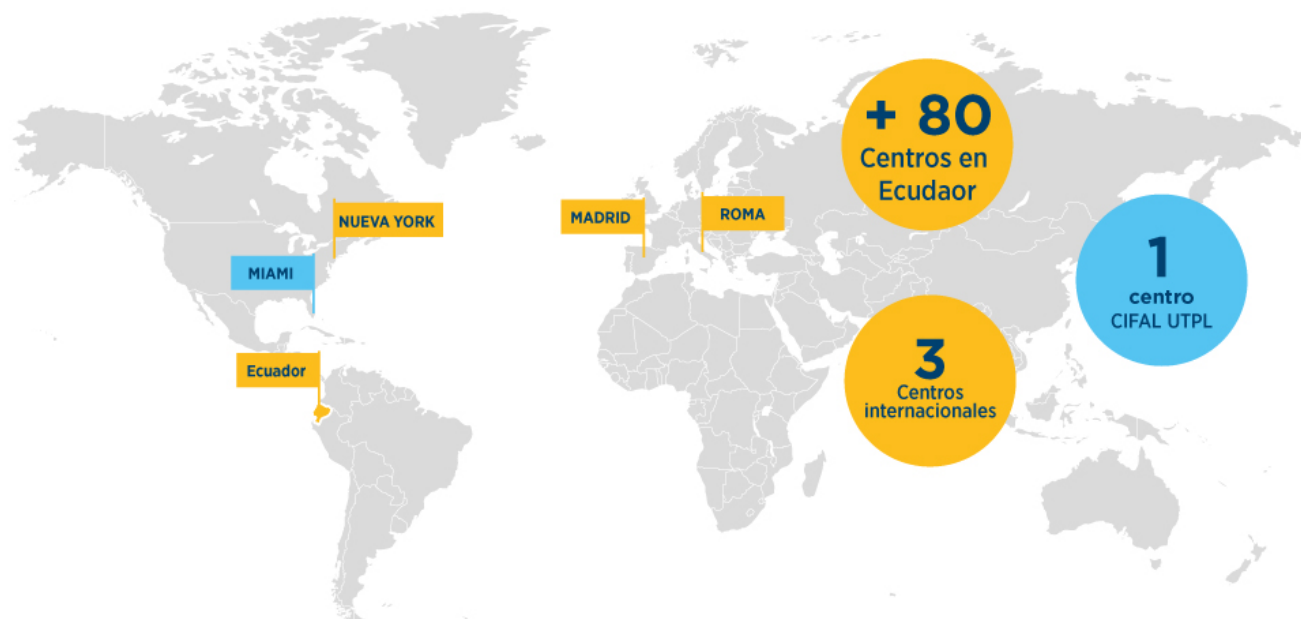 NUEVA YORK
MIAMI
Ecuador
MADRID
ROMA
+ 80
Centros en
Ecudaor
1
centro
CIFAL UTPL
3
Centros
internacionales